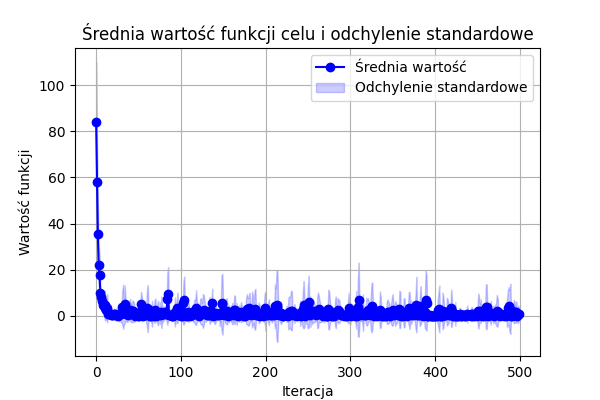 Średnia wartość funkcji celu i odchylenie standardowe
Średnia wartość
Odchylenie standardowe
Wartość funkcji
100
80
60
40
20
0
0 100 200 300 400 500
Iteracja